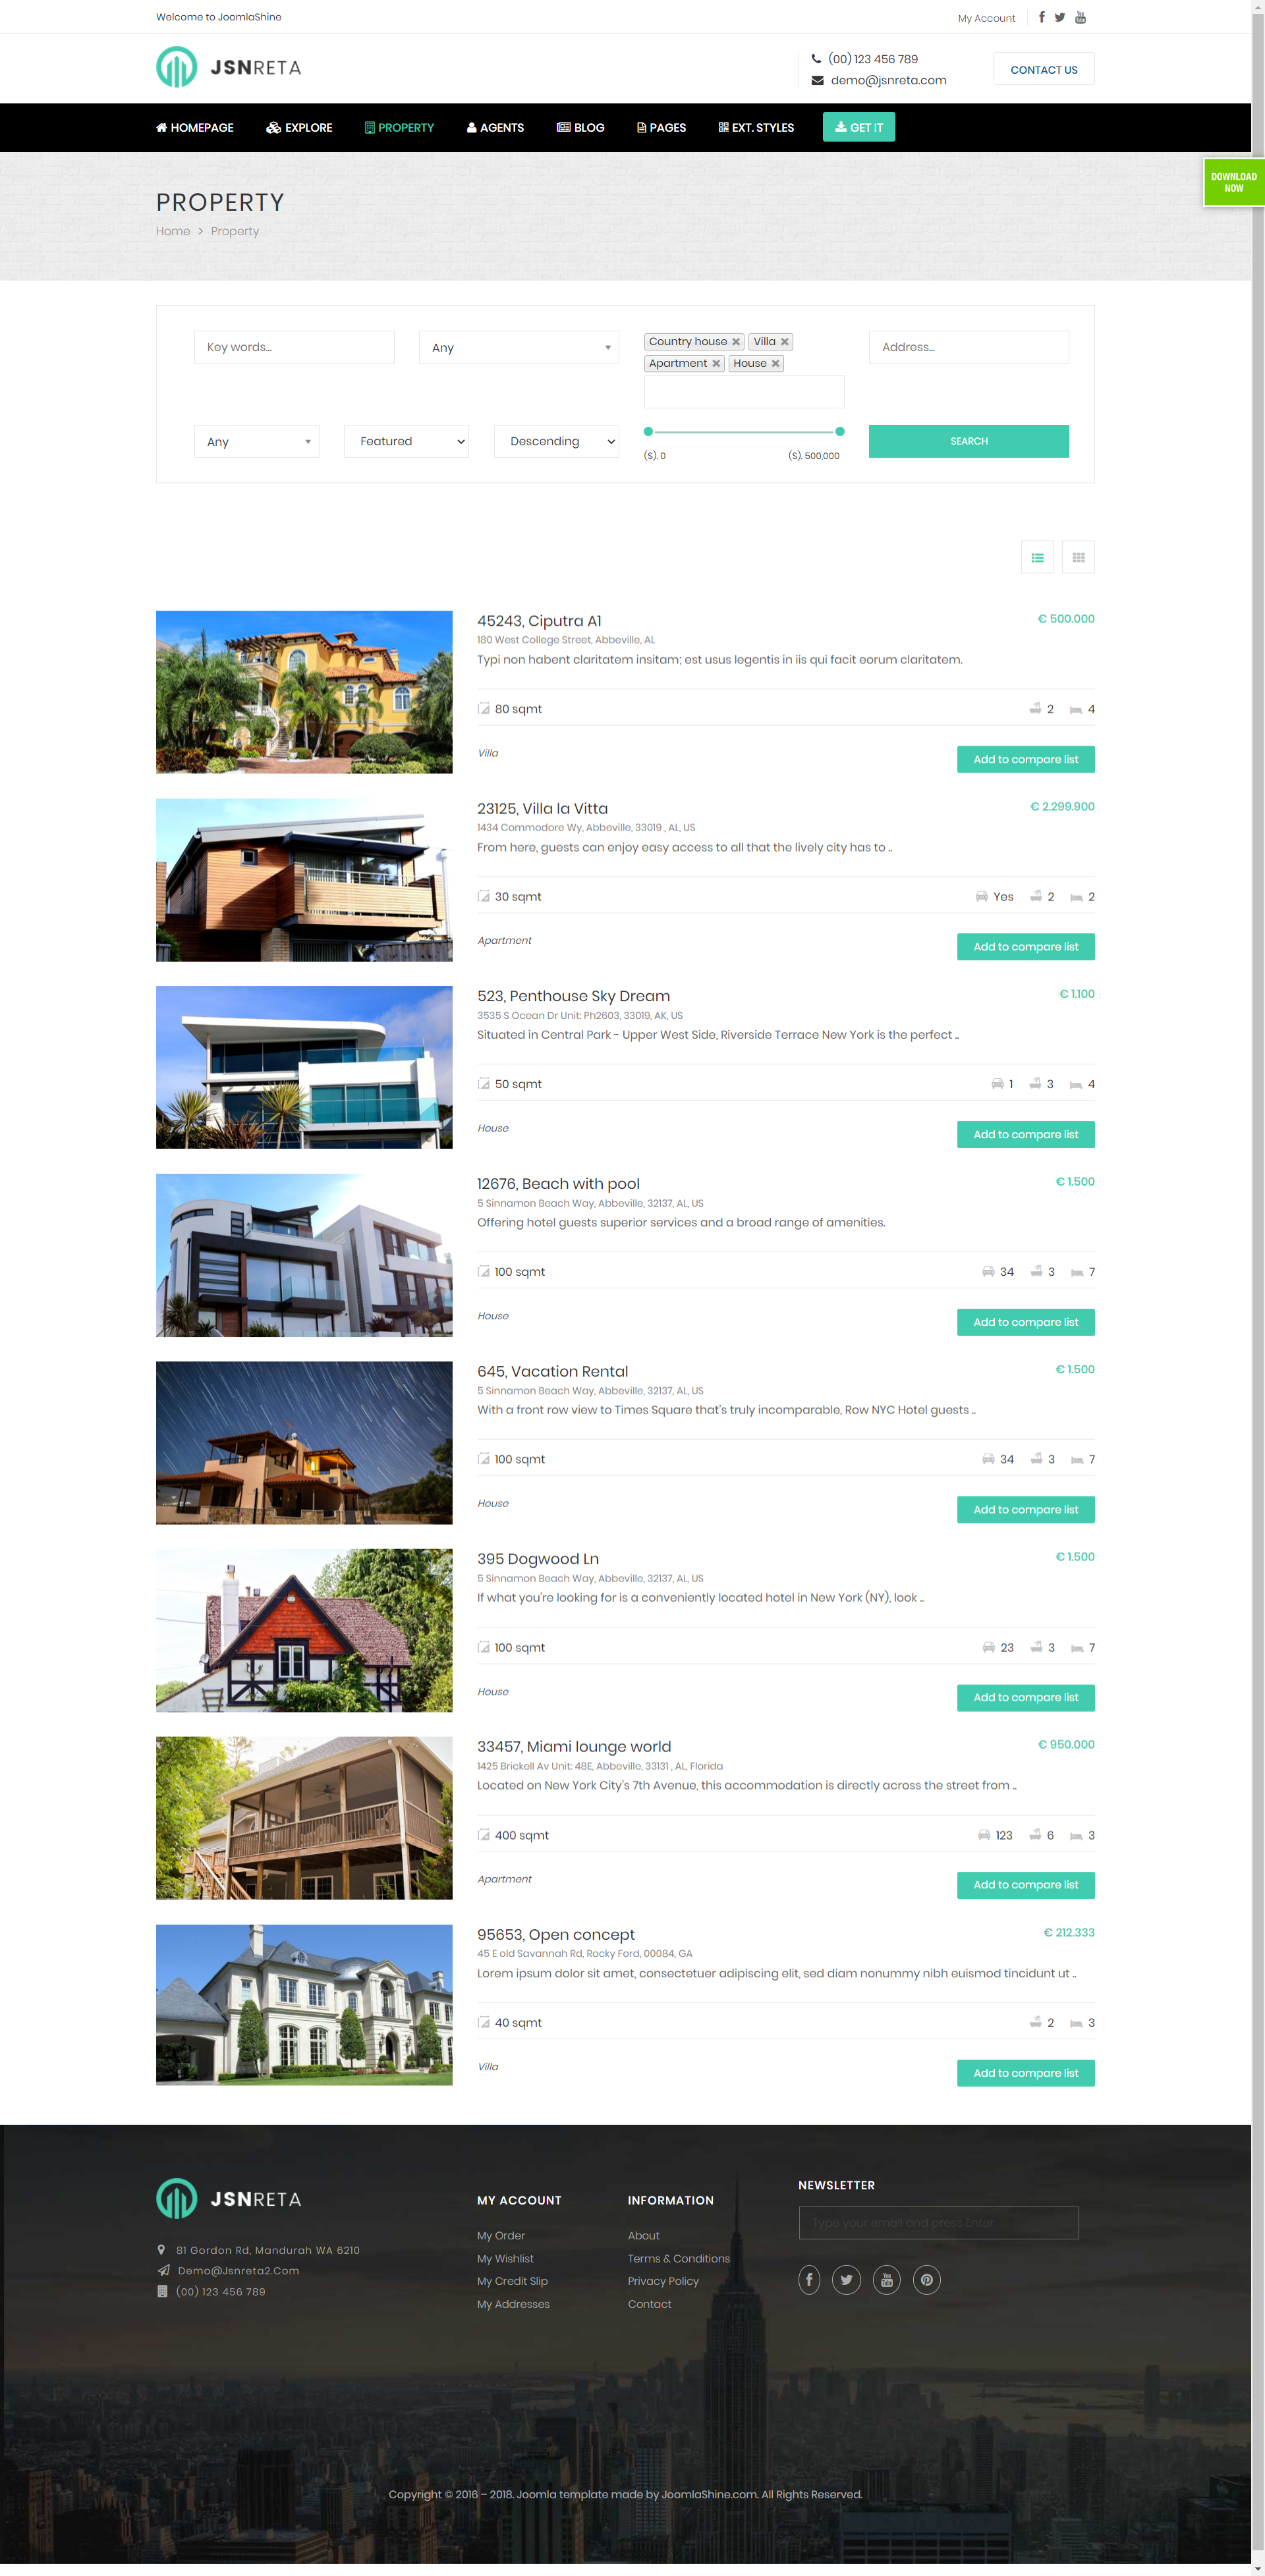 Welcome to JoomlaShine
My Account
JSNRETA
(00) 123 456 789
demo@jsnreta.com
CONTACT US
HOMEPAGE
EXPLORE
PROPERTY
AGENTS
BLOG
PAGES
EXT. STYLES
GET IT
DOWNLOAD
NOW
PROPERTY
Home > Property
Key words...
Any
Country house
Villa
Apartment
House
Address...
Any
Featured
Descending
($). 0
($). 500,000
SEARCH
45243, Ciputra A1
€ 500.000
180 West College Street, Abbeville, AL
Typi non habent claritatem insitam; est usus legentis in iis qui facit eorum claritatem.
80 sqmt
2
4
Villa
Add to compare list
23125, Villa la Vitta
€ 2.299.900
1434 Commodore Wy, Abbeville, 33019 , AL, US
From here, guests can enjoy easy access to all that the lively city has to ..
30 sqmt
Yes
2
2
Apartment
Add to compare list
523, Penthouse Sky Dream
€ 1.100
3535 S Ocean Dr Unit: Ph2603, 33019, AK, US
Situated in Central Park - Upper West Side, Riverside Terrace New York is the perfect ..
50 sqmt
1
3
4
House
Add to compare list
12676, Beach with pool
€ 1.500
5 Sinnamon Beach Way, Abbeville, 32137, AL, US
Offering hotel guests superior services and a broad range of amenities.
100 sqmt
34
3
7
House
Add to compare list
645, Vacation Rental
€ 1.500
5 Sinnamon Beach Way, Abbeville, 32137, AL, US
With a front row view to Times Square that's truly incomparable, Row NYC Hotel guests ..
100 sqmt
34
3
7
House
Add to compare list
395 Dogwood Ln
€ 1.500
5 Sinnamon Beach Way, Abbeville, 32137, AL, US
If what you're looking for is a conveniently located hotel in New York (NY), look ..
100 sqmt
23
3
7
House
Add to compare list
33457, Miami lounge world
€ 950.000
1425 Brickell Av Unit: 48E, Abbeville, 33131 , AL, Florida
Located on New York City's 7th Avenue, this accommodation is directly across the street from ..
400 sqmt
123
6
3
Apartment
Add to compare list
95653, Open concept
€ 212.333
45 E old Savannah Rd, Rocky Ford, 00084, GA
Lorem ipsum dolor sit amet, consectetuer adipiscing elit, sed diam nonummy nibh euismod tincidunt ut ..
40 sqmt
2
3
Villa
Add to compare list
JSNRETA
81 Gordon Rd, Mandurah WA 6210
Demo@Jsnreta2.Com
(00) 123 456 789
MY ACCOUNT
My Order
My Wishlist
My Credit Slip
My Addresses
INFORMATION
About
Terms & Conditions
Privacy Policy
Contact
NEWSLETTER
Type your email and press Enter
Copyright © 2016 – 2018. Joomla template made by JoomlaShine.com. All Rights Reserved.